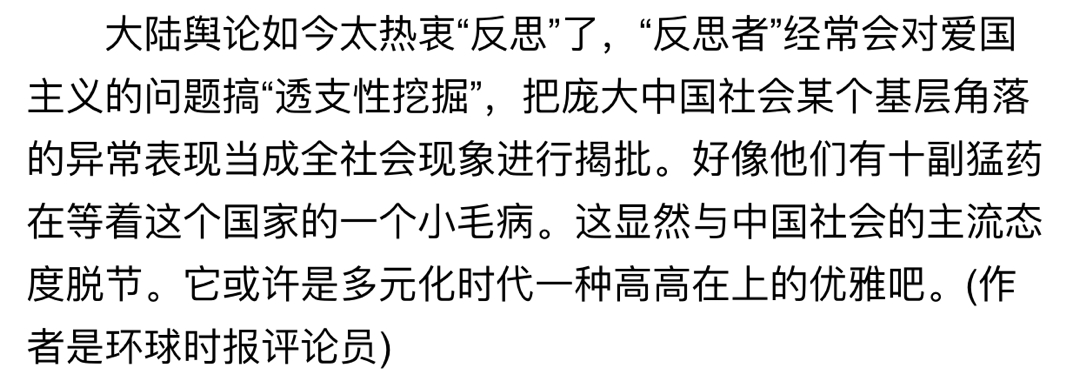 大陆舆论如今太热衷“反思”了，“反思者”经常会对爱国
主义的问题搞“透支性挖掘”，把庞大中国社会某个基层角落
的异常表现当成全社会现象进行揭批。好像他们有十副猛药
在等着这个国家的一个小毛病。这显然与中国社会的主流态
度脱节。它或许是多元化时代一种高高在上的优雅吧。(作
者是环球时报评论员)